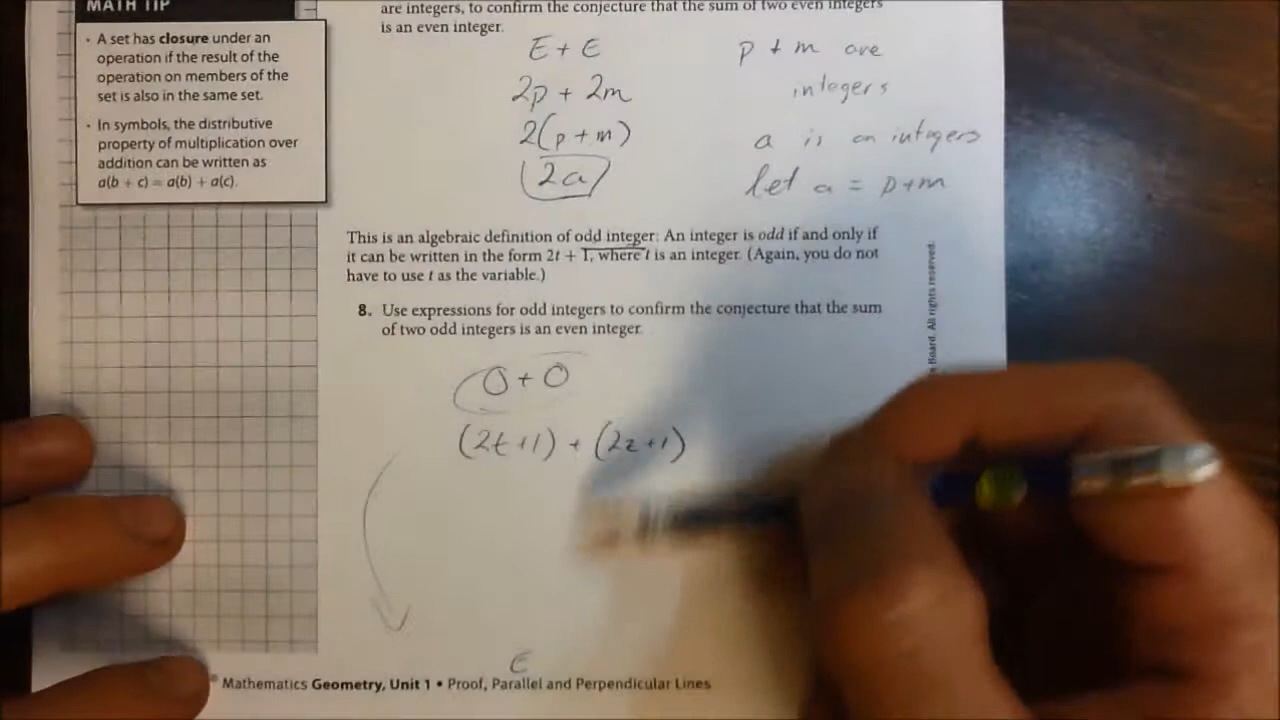 MATH TIP
• A set has closure under an
operation if the result of the
operation on members of the
set is also in the same set.
• In symbols, the distributive
property of multiplication over
addition can be written as
a(b + c) = a(b) + a(c).
are integers, to confirm the conjecture that the sum of two even integers
is an even integer.
E + E
2p + 2m
2(p + m)
2a
p + m are
integers
a is an integers
let a = p+m
This is an algebraic definition of odd integer: An integer is odd if and only if
it can be written in the form 2t + 1, where t is an integer. (Again, you do not
have to use t as the variable.)
8. Use expressions for odd integers to confirm the conjecture that the sum
of two odd integers is an even integer.
O + O
(2t+1) + (2z+1)
E
Mathematics Geometry, Unit 1 • Proof, Parallel and Perpendicular Lines
Board. All rights reserved.